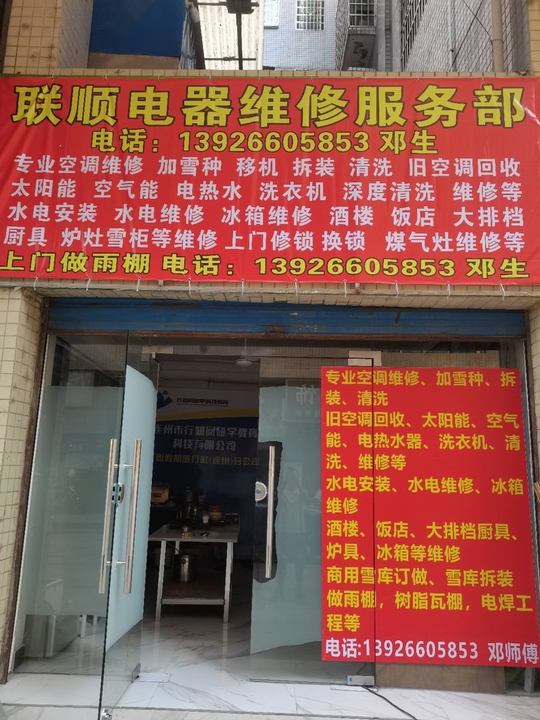 联顺电器维修服务部
电话：13926605853 邓生
专业空调维修 加雪种 移机 拆装 清洗 旧空调回收
太阳能 空气能 电热水 洗衣机 深度清洗 维修等
水电安装 水电维修 冰箱维修 酒楼 饭店 大排档
厨具 炉灶雪柜等维修 上门修锁 换锁 煤气灶维修等
上门做雨棚 电话：13926605853 邓生
专业空调维修、加雪种、拆
装、清洗
旧空调回收、太阳能、空气
能、电热水器、洗衣机、清
洗、维修等
水电安装、水电维修、冰箱
维修
酒楼、饭店、大排档厨具、
炉具、冰箱等维修
商用雪库订做、雪库拆装
做雨棚，树脂瓦棚，电焊工
程等
电话:13926605853 邓师傅
科技有限公司